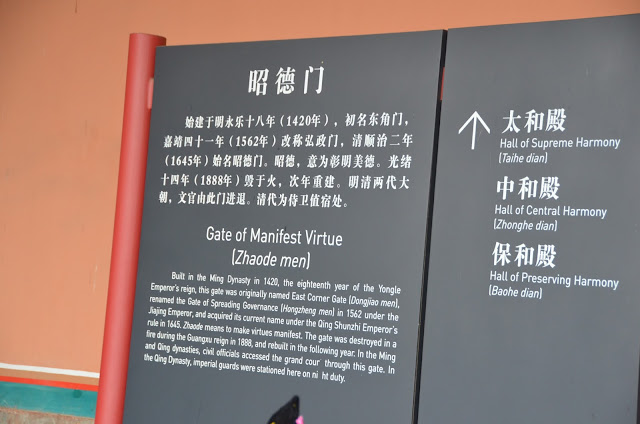 昭德门
始建于明永乐十八年（1420年），初名东角门，
嘉靖四十一年（1562年）改称弘政门，清顺治二年
（1645年）始名昭德门。昭德，意为彰明美德。光绪
十四年（1888年）毁于火，次年重建。明清两代大
朝，文官由此门进退。清代为侍卫值宿处。
Gate of Manifest Virtue
(Zhaode men)
Built in the Ming Dynasty in 1420, the eighteenth year of the Yongle
Emperor's reign, this gate was originally named East Corner Gate (Dongjiao men),
renamed the Gate of Spreading Governance (Hongzheng men) in 1562 under the
Jiajing Emperor, and acquired its current name under the Qing Shunzhi Emperor's
rule in 1645. Zhaode means to make virtues manifest. The gate was destroyed in a
fire during the Guangxu reign in 1888, and rebuilt in the following year. In the Ming
and Qing dynasties, civil officials accessed the grand cour through this gate. In
the Qing Dynasty, imperial guards were stationed here on ni ht duty.
太和殿
Hall of Supreme Harmony
(Taihe dian)
中和殿
Hall of Central Harmony
(Zhonghe dian)
保和殿
Hall of Preserving Harmony
(Baohe dian)